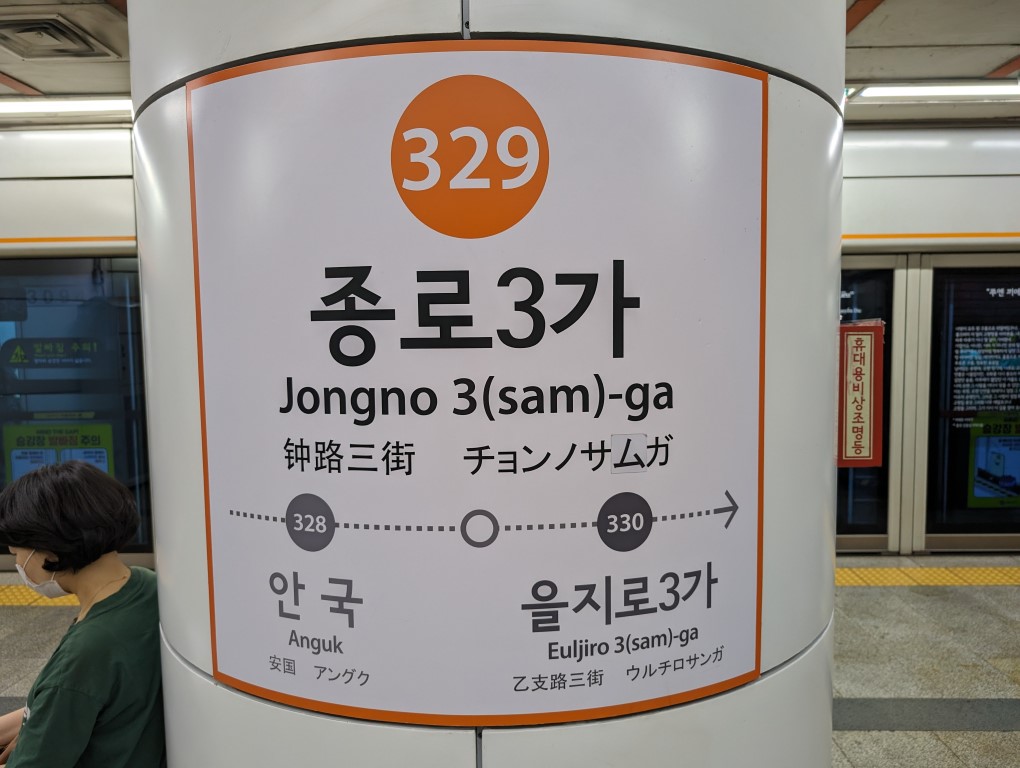 329
종로3가
Jongno 3(sam)-ga
钟路三街 チョンノサムガ
328 330
안국 을지로3가
Anguk Euljiro 3(sam)-ga
安国 アングク 乙支路三街 ウルチロサンガ
휴대용비상조명등